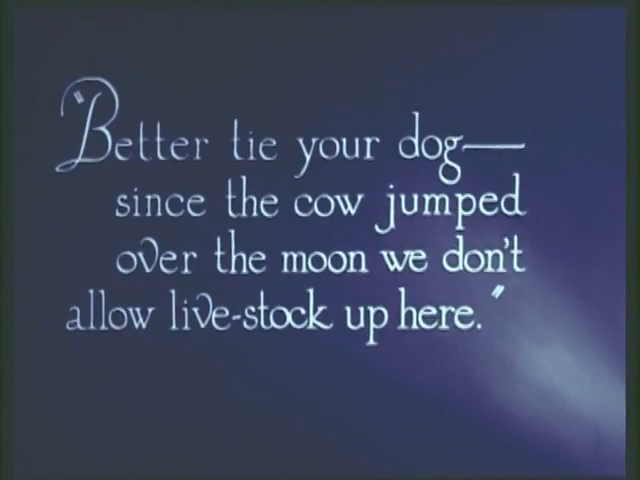 "Better tie your dog—
since the cow jumped
over the moon we don't
allow live-stock up here."